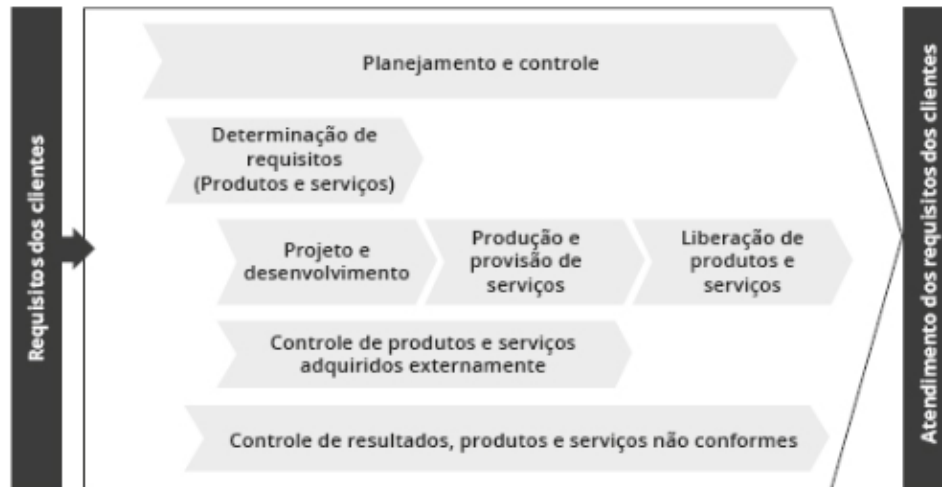 Requisitos dos clientes
Planejamento e controle
Determinação de
requisitos
(Produtos e serviços)
Projeto e
desenvolvimento
Produção e
provisão de
serviços
Liberação de
produtos e
serviços
Controle de produtos e serviços
adquiridos externamente
Controle de resultados, produtos e serviços não conformes
Atendimento dos requisitos dos clientes